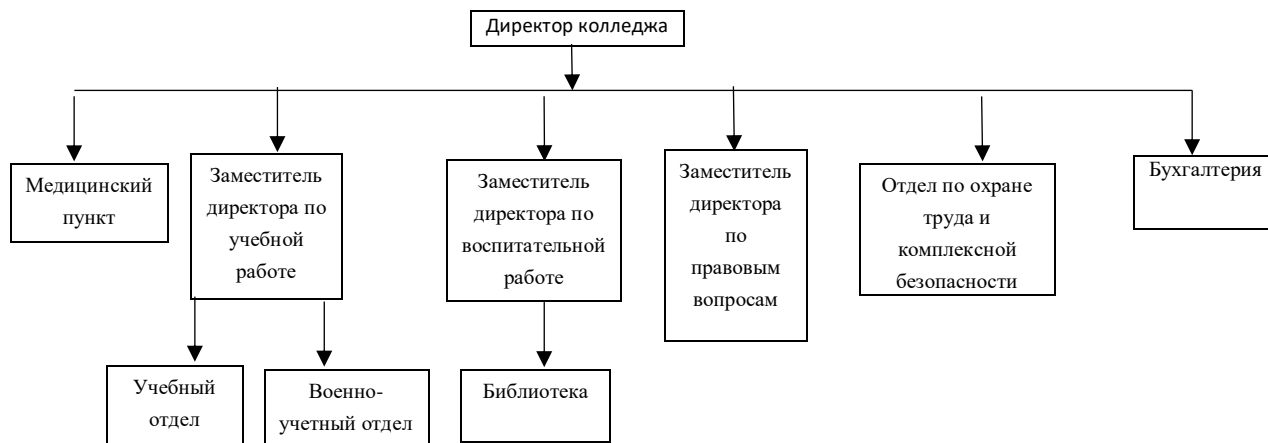 Директор колледжа
Медицинский
пункт
Заместитель
директора по
учебной
работе
Заместитель
директора по
воспитательной
работе
Заместитель
директора
по
правовым
вопросам
Отдел по охране
труда и
комплексной
безопасности
Бухгалтерия
Учебный
отдел
Военно-
учетный отдел
Библиотека